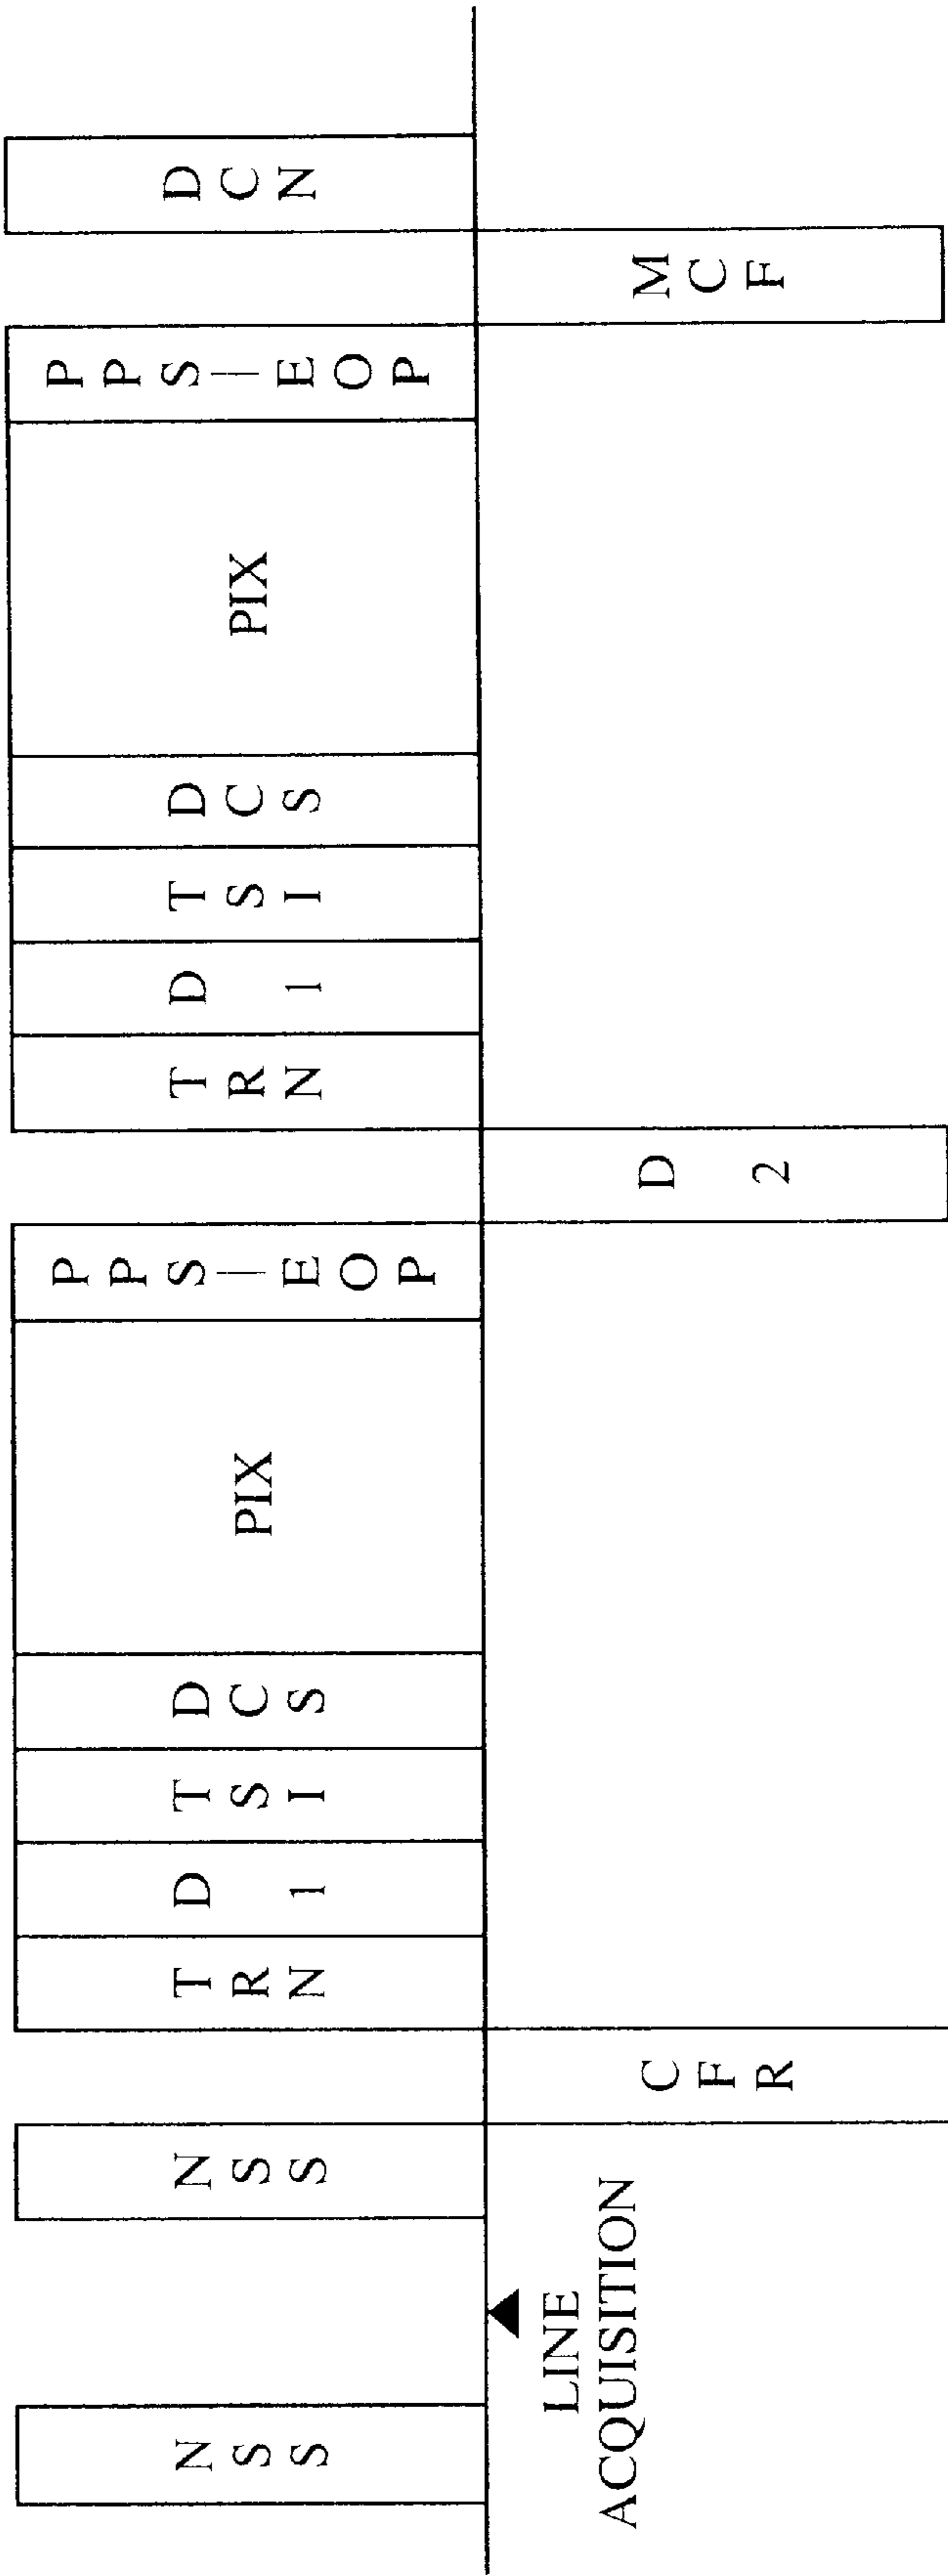 NSS
LINE
ACQUISITION
NSS
CFR
TRN
D1
TSI
DCS
PIX
PPS-EOP
D2
TRN
D1
TSI
DCS
PIX
PPS-EOP
MCF
DCN